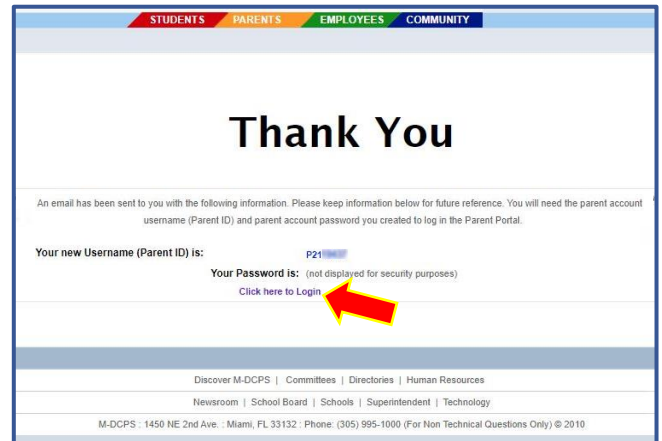 STUDENTS PARENTS EMPLOYEES COMMUNITY
Thank You
An email has been sent to you with the following information. Please keep information below for future reference. You will need the parent account
username (Parent ID) and parent account password you created to log in the Parent Portal.
Your new Username (Parent ID) is: P21
Your Password is: (not displayed for security purposes)
Click here to Login
Discover M-DCPS | Committees | Directories | Human Resources
Newsroom | School Board | Schools | Superintendent | Technology
M-DCPS : 1450 NE 2nd Ave. : Miami, FL 33132 : Phone: (305) 995-1000 (For Non Technical Questions Only) © 2010